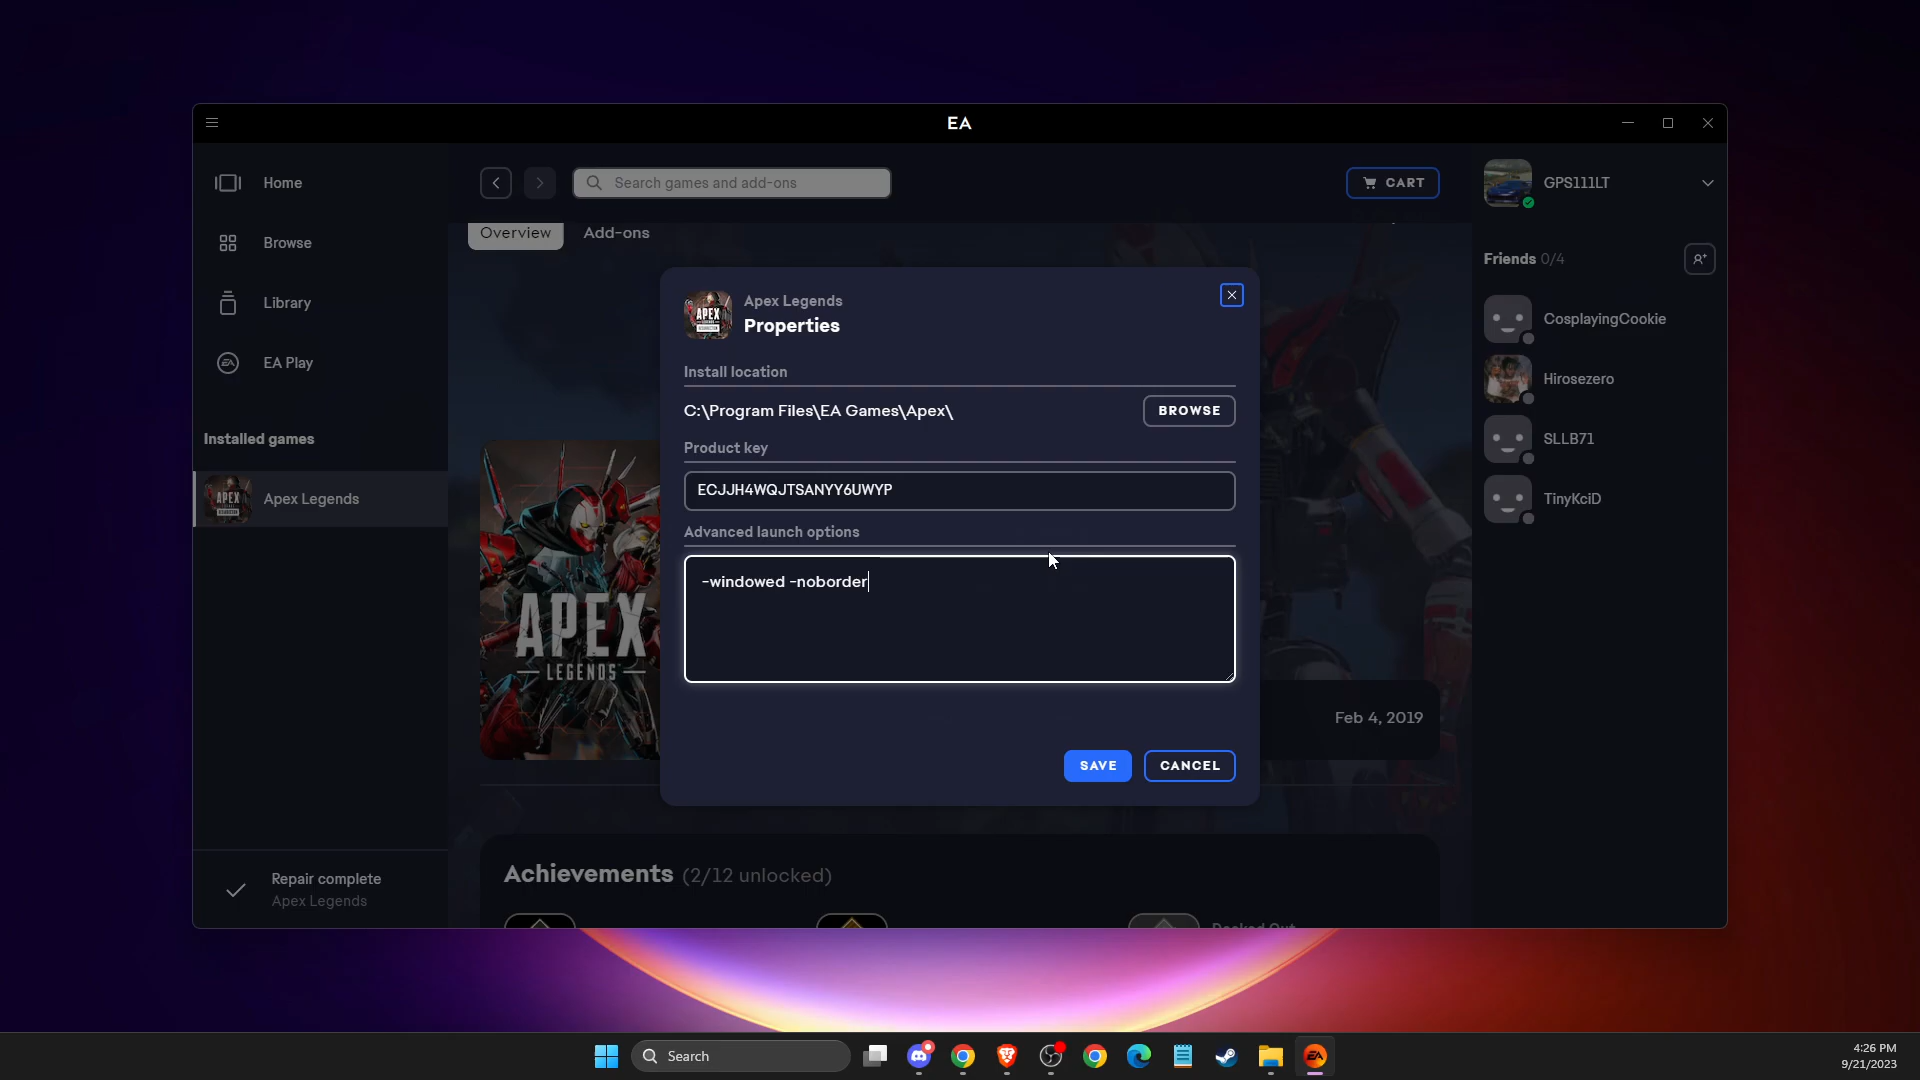 EA
Home
Browse
Library
EA Play
Installed games
APEX
Apex Legends
Repair complete
Apex Legends
Search games and add-ons
CART
Overview
Add-ons
APEX
LEGENDS
Apex Legends
Properties
Install location
C:\Program Files\EA Games\Apex\
BROWSE
Product key
ECJJH4WQJTSANYY6UWYP
Advanced launch options
-windowed -noborder
SAVE
CANCEL
Feb 4, 2019
Achievements (2/12 unlocked)
GPS111LT
Friends 0/4
CosplayingCookie
Hirosezero
SLLB71
TinyKciD
Search
EA
4:26 PM
9/21/2023